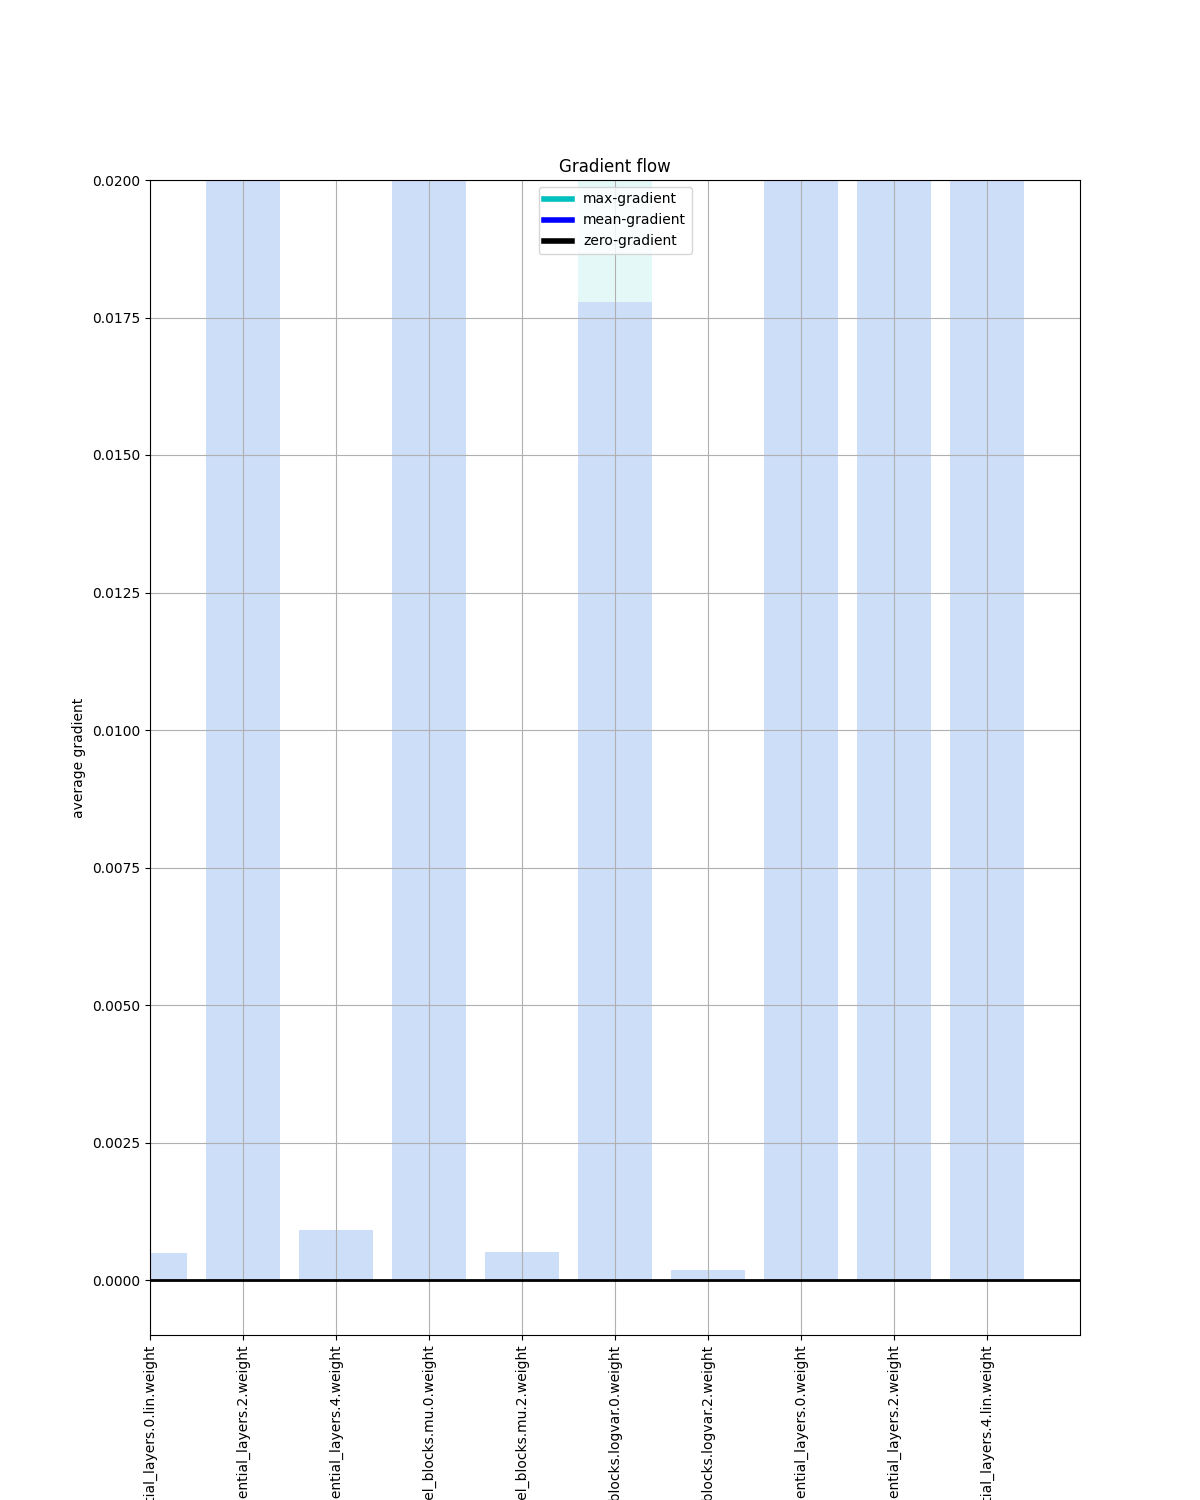 Gradient flow
max-gradient
mean-gradient
zero-gradient
0.0200
0.0175
0.0150
0.0125
0.0100
0.0075
0.0050
0.0025
0.0000
average gradient
tial_layers.0.lin.weight
ential_layers.2.weight
ential_layers.4.weight
el_blocks.mu.0.weight
el_blocks.mu.2.weight
blocks.logvar.0.weight
blocks.logvar.2.weight
ential_layers.0.weight
ential_layers.2.weight
tial_layers.4.lin.weight